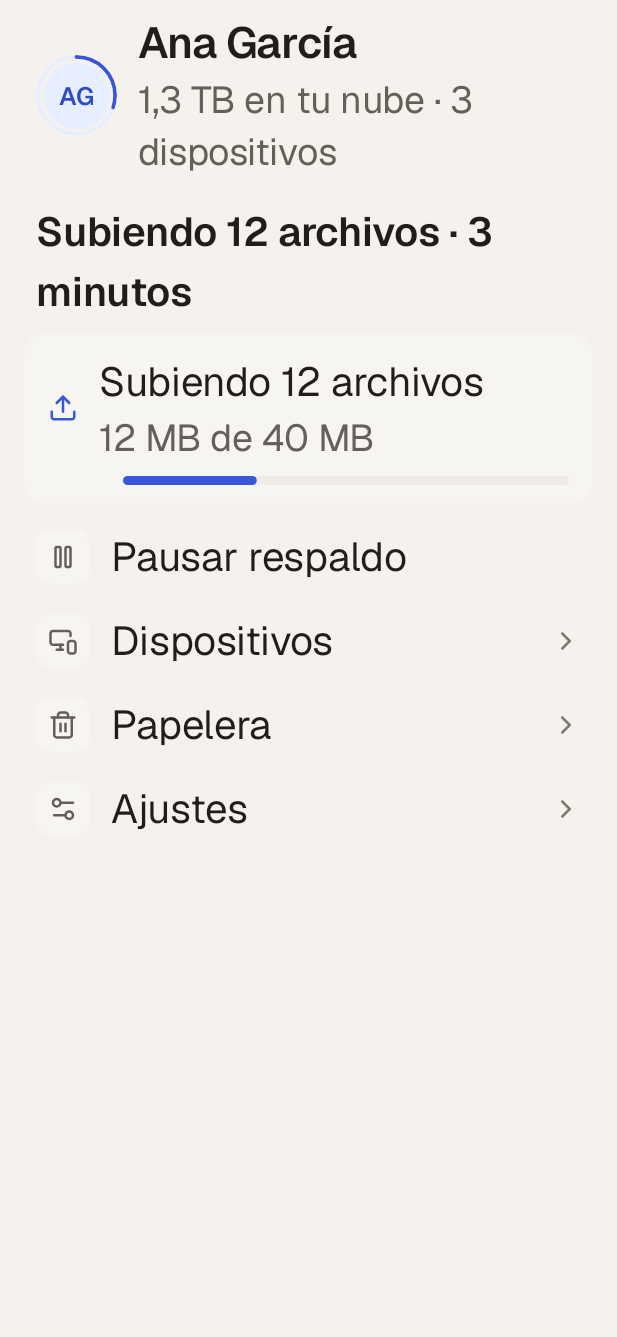 Ana García
AG
1,3 TB en tu nube · 3
dispositivos
Subiendo 12 archivos · 3
minutos
Subiendo 12 archivos
12 MB de 40 MB
Pausar respaldo
Dispositivos
Papelera
Ajustes